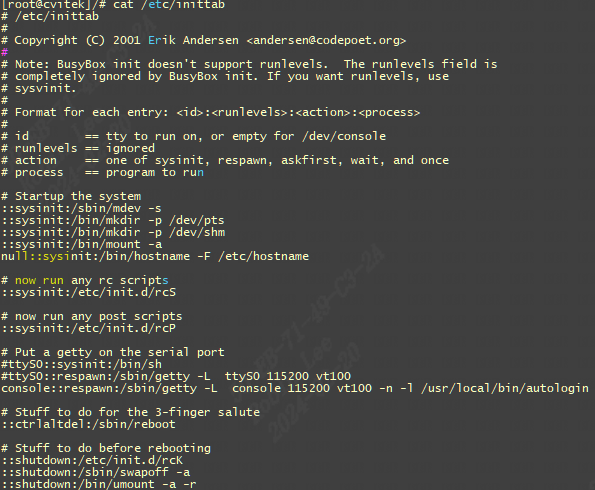 [root@cvitek]/# cat /etc/inittab
# /etc/inittab
#
# Copyright (C) 2001 Erik Andersen <andersen@codepoet.org>
#
# Note: BusyBox init doesn't support runlevels.  The runlevels field is
# completely ignored by BusyBox init. If you want runlevels, use
# sysvinit.
#
# Format for each entry: <id>:<runlevels>:<action>:<process>
#
# id        == tty to run on, or empty for /dev/console
# runlevels == ignored
# action    == one of sysinit, respawn, askfirst, wait, and once
# process   == program to run

# Startup the system
::sysinit:/sbin/mdev -s
::sysinit:/bin/mkdir -p /dev/pts
::sysinit:/bin/mkdir -p /dev/shm
::sysinit:/bin/mount -a
null::sysinit:/bin/hostname -F /etc/hostname

# now run any rc scripts
::sysinit:/etc/init.d/rcS

# now run any post scripts
::sysinit:/etc/init.d/rcP

# Put a getty on the serial port
#ttyS0::sysinit:/bin/sh
#ttyS0::respawn:/sbin/getty -L  ttyS0 115200 vt100
console::respawn:/sbin/getty -L  console 115200 vt100 -n -l /usr/local/bin/autologin

# Stuff to do for the 3-finger salute
::ctrlaltdel:/sbin/reboot

# Stuff to do before rebooting
::shutdown:/etc/init.d/rcK
::shutdown:/sbin/swapoff -a
::shutdown:/bin/umount -a -r